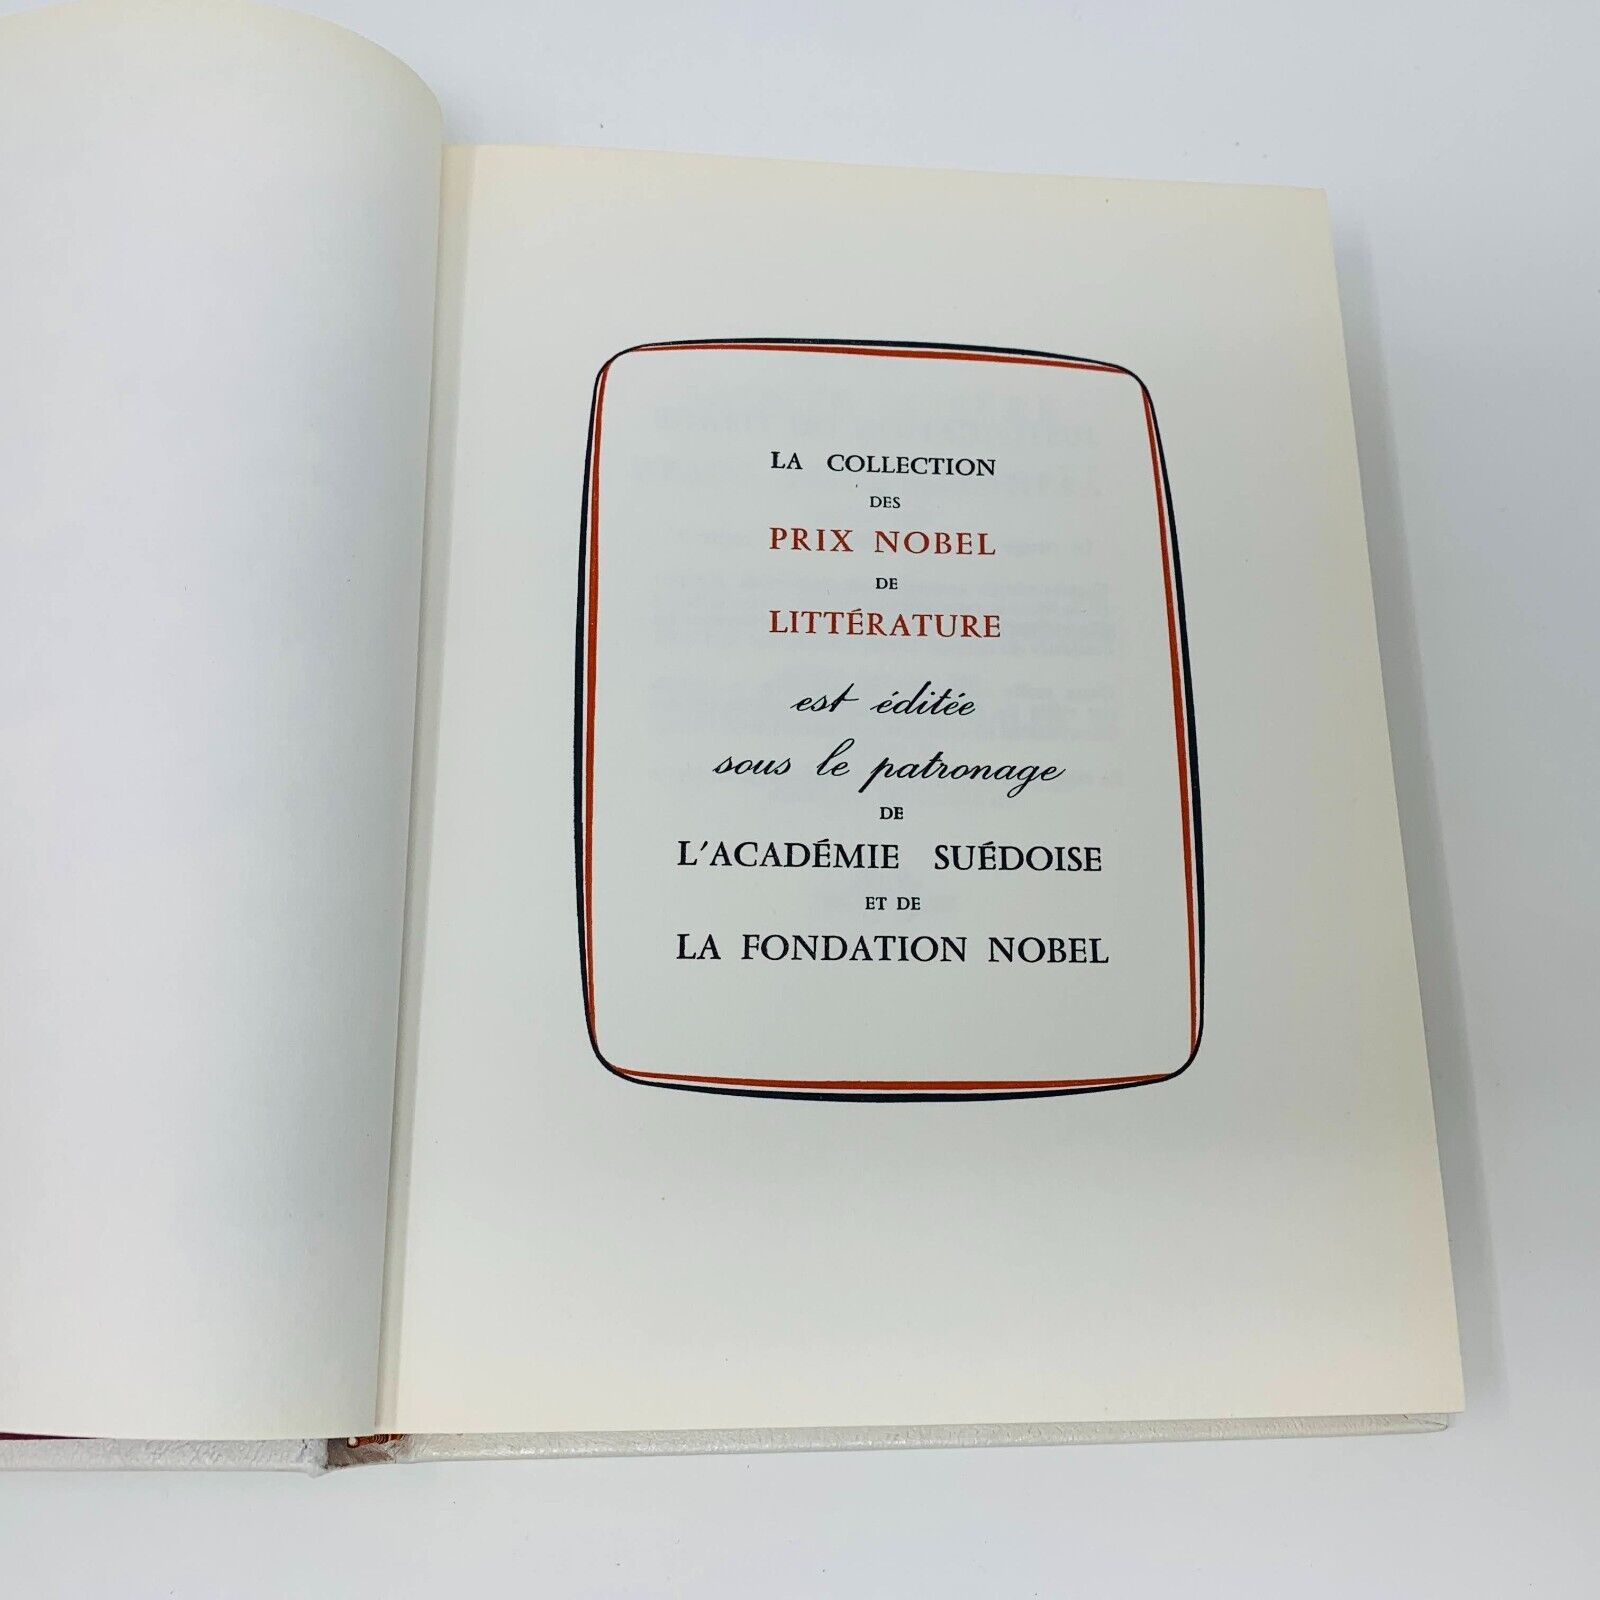 LA COLLECTION
DES
PRIX NOBEL
DE
LITTÉRATURE
est éditée
sous le patronage
DE
L'ACADÉMIE SUÉDOISE
ET DE
LA FONDATION NOBEL